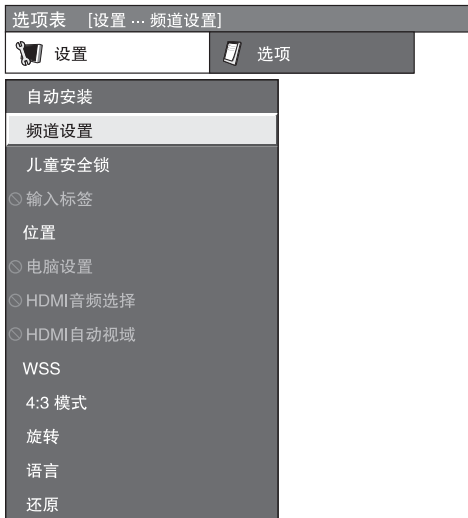 选项表 [设置 ... 频道设置]
设置 选项
自动安装
频道设置
儿童安全锁
输入标签
位置
电脑设置
HDMI音频选择
HDMI自动视域
WSS
4:3 模式
旋转
语言
还原